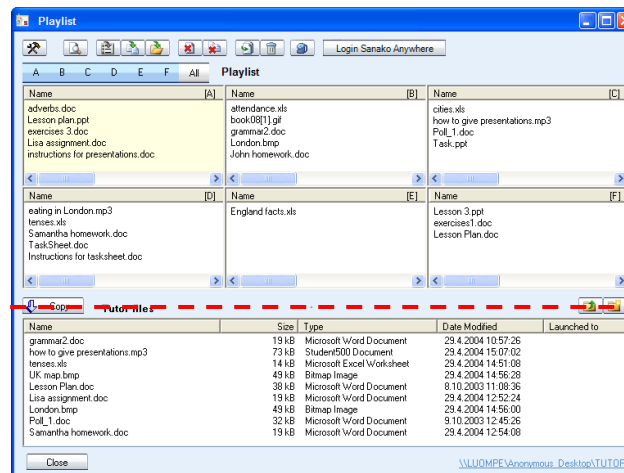 Playlist
Login Sanako Anywhere
A B C D E F All Playlist
Name [A]
adverbs.doc
Lesson plan.ppt
exercises 3.doc
Lisa assignment.doc
instructions for presentations.doc
Name [B]
attendance.xls
book08[1].gif
grammar2.doc
London.bmp
John homework.doc
Name [C]
cities.xls
how to give presentations.mp3
Poll_1.doc
Task.ppt
Name [D]
eating in London.mp3
tenses.xls
Samantha homework.doc
TaskSheet.doc
Instructions for tasksheet.doc
Name [E]
England facts.xls
Name [F]
Lesson 3.ppt
exercises1.doc
Lesson Plan.doc
Copy Tutor files
Name Size Type Date Modified Launched to
grammar2.doc 19 kB Microsoft Word Document 29.4.2004 10:57:26
how to give presentations.mp3 73 kB Student500 Document 29.4.2004 15:07:02
tenses.xls 14 kB Microsoft Excel Worksheet 29.4.2004 14:51:08
UK map.bmp 49 kB Bitmap Image 29.4.2004 14:56:28
Lesson Plan.doc 38 kB Microsoft Word Document 8.10.2003 11:08:36
Lisa assignment.doc 19 kB Microsoft Word Document 29.4.2004 12:52:24
London.bmp 49 kB Bitmap Image 29.4.2004 14:56:00
Poll_1.doc 32 kB Microsoft Word Document 9.10.2003 12:45:26
Samantha homework.doc 19 kB Microsoft Word Document 29.4.2004 12:54:08
Close \\LUOMPE\Anonymous_Desktop\TUTOF